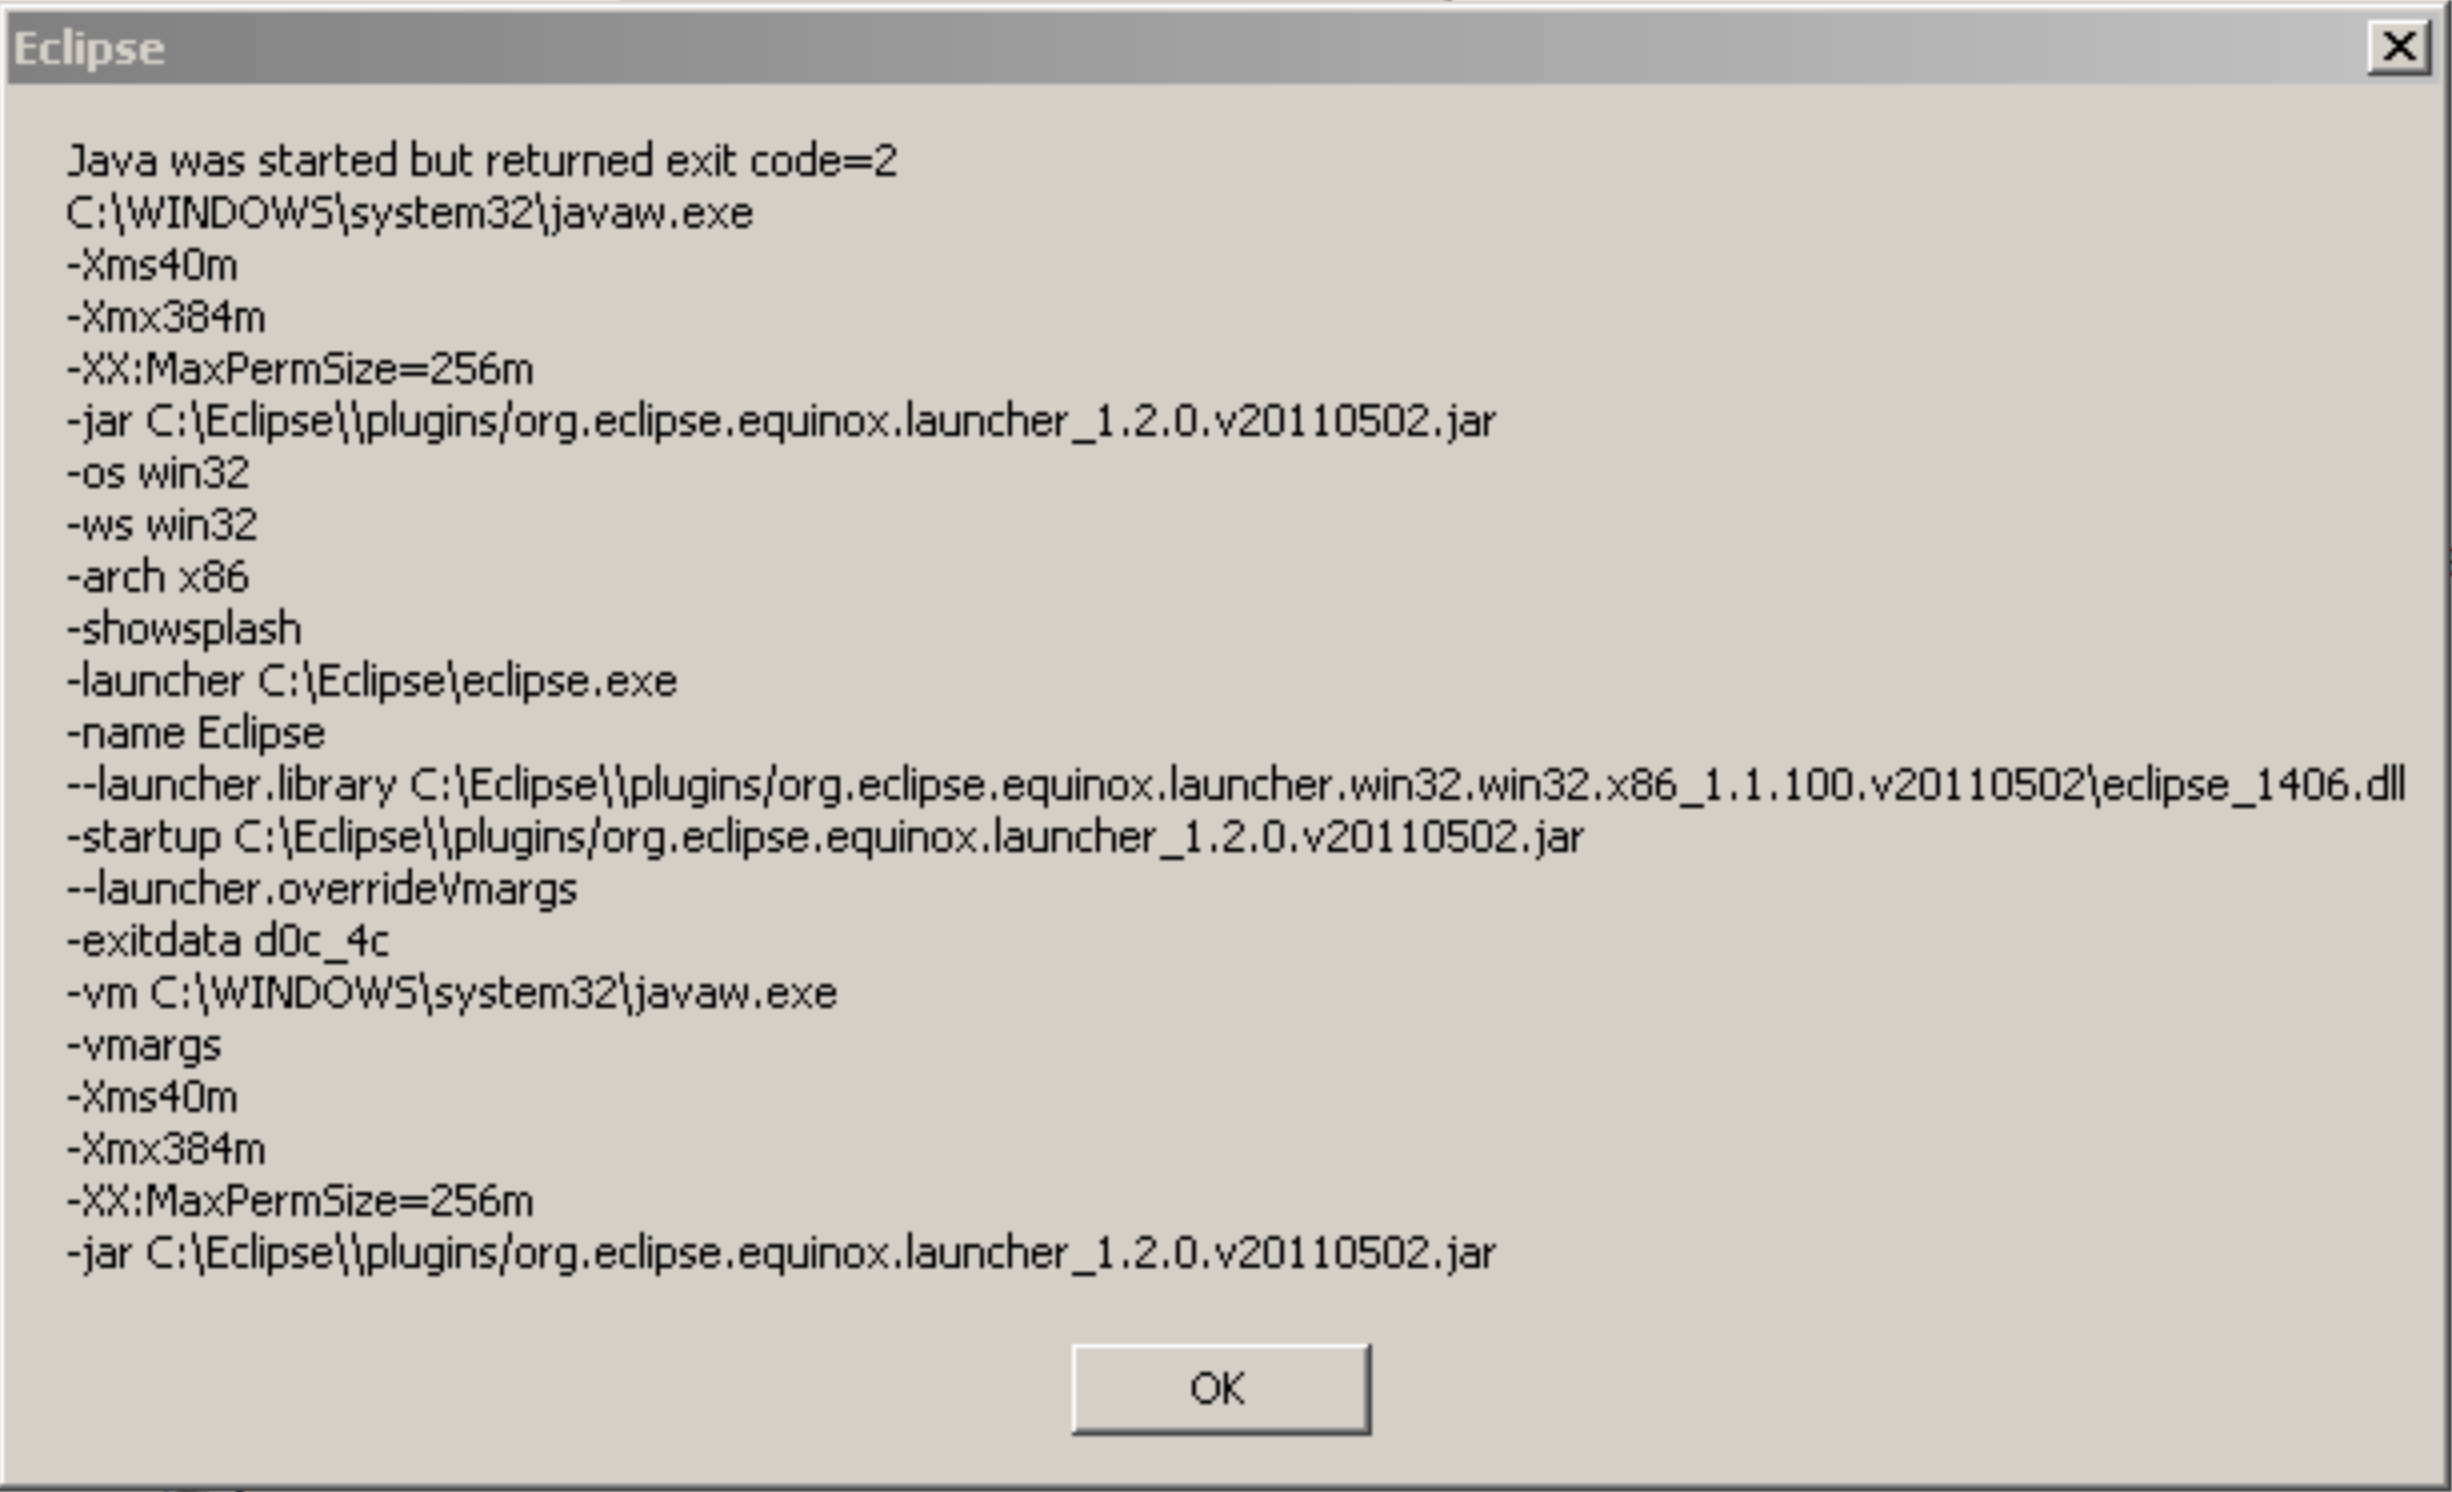 Eclipse
Java was started but returned exit code=2
C:\WINDOWS\system32\javaw.exe
-Xms40m
-Xmx384m
-XX:MaxPermSize=256m
-jar C:\Eclipse\\plugins/org.eclipse.equinox.launcher_1.2.0.v20110502.jar
-os win32
-ws win32
-arch x86
-showsplash
-launcher C:\Eclipse\eclipse.exe
-name Eclipse
--launcher.library C:\Eclipse\\plugins/org.eclipse.equinox.launcher.win32.win32.x86_1.1.100.v20110502\eclipse_1406.dll
-startup C:\Eclipse\\plugins/org.eclipse.equinox.launcher_1.2.0.v20110502.jar
--launcher.overrideVmargs
-exitdata d0c_4c
-vm C:\WINDOWS\system32\javaw.exe
-vmargs
-Xms40m
-Xmx384m
-XX:MaxPermSize=256m
-jar C:\Eclipse\\plugins/org.eclipse.equinox.launcher_1.2.0.v20110502.jar
OK